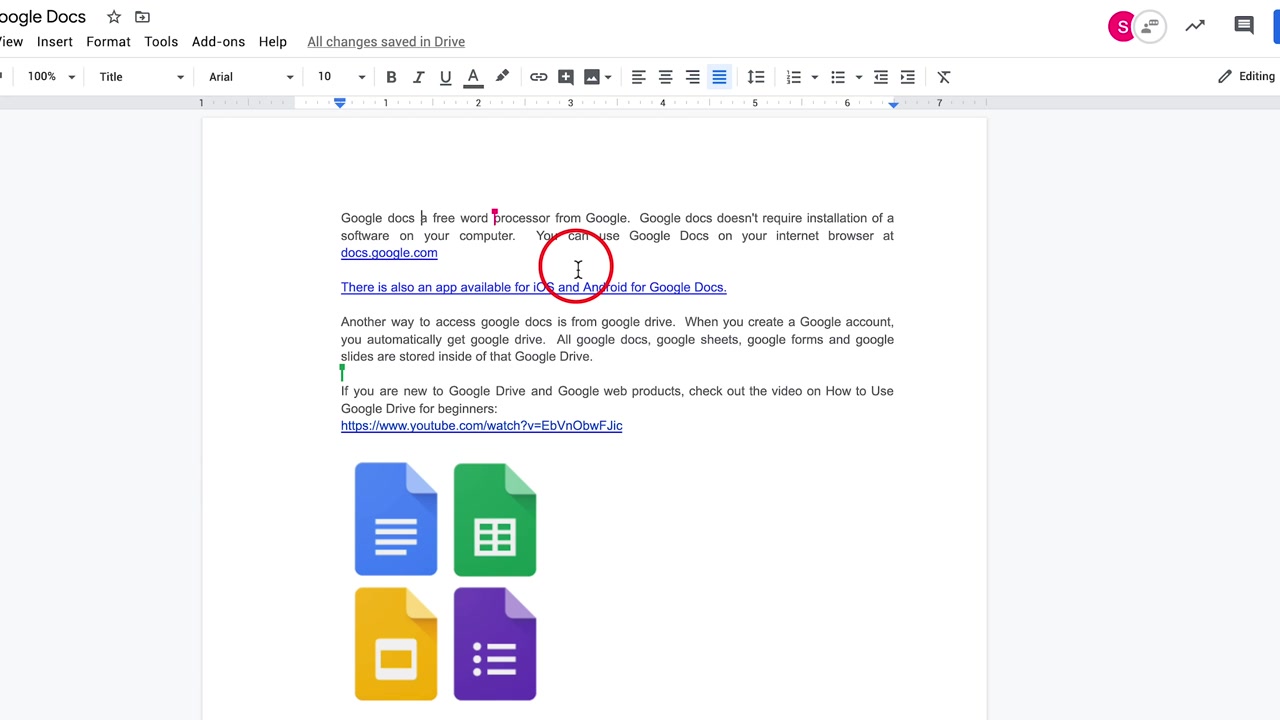 oogle Docs
iew Insert Format Tools Add-ons Help All changes saved in Drive
S
100% Title Arial 10 B I U A Editing
1 1 2 3 4 5 6 7
Google docs a free word processor from Google. Google docs doesn't require installation of a
software on your computer. You can use Google Docs on your internet browser at
docs.google.com
There is also an app available for iOS and Android for Google Docs.
Another way to access google docs is from google drive. When you create a Google account,
you automatically get google drive. All google docs, google sheets, google forms and google
slides are stored inside of that Google Drive.
If you are new to Google Drive and Google web products, check out the video on How to Use
Google Drive for beginners:
https://www.youtube.com/watch?v=EbVnObwFJic